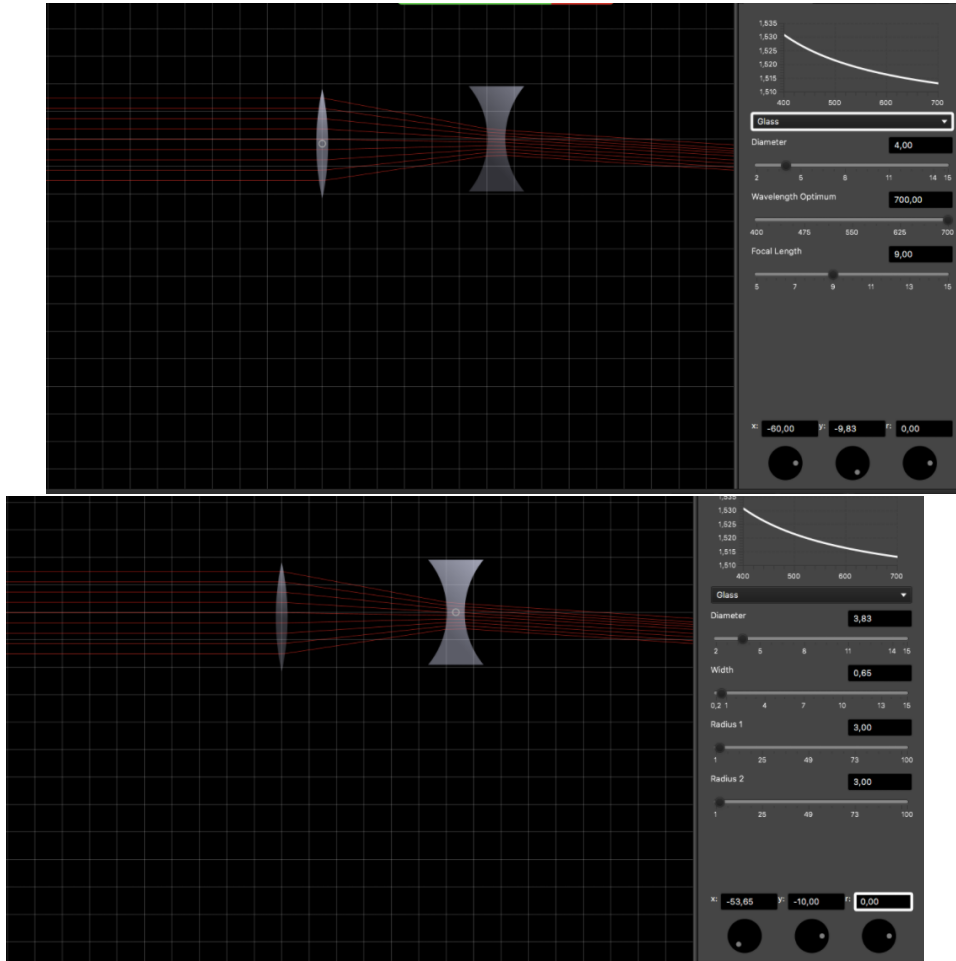 1,535
1,530
1,525
1,520
1,515
1,510
400 500 600 700
Glass
Diameter 4,00
2 5 8 11 14 15
Wavelength Optimum 700,00
400 475 550 625 700
Focal Length 9,00
5 7 9 11 13 15
x: -60,00 y: -9,83 r: 0,00
1,535
1,530
1,525
1,520
1,515
1,510
400 500 600 700
Glass
Diameter 3,83
2 5 8 11 14 15
Width 0,65
0,2 1 4 7 10 13 15
Radius 1 3,00
1 25 49 73 100
Radius 2 3,00
1 25 49 73 100
x: -53,65 y: -10,00 r: 0,00